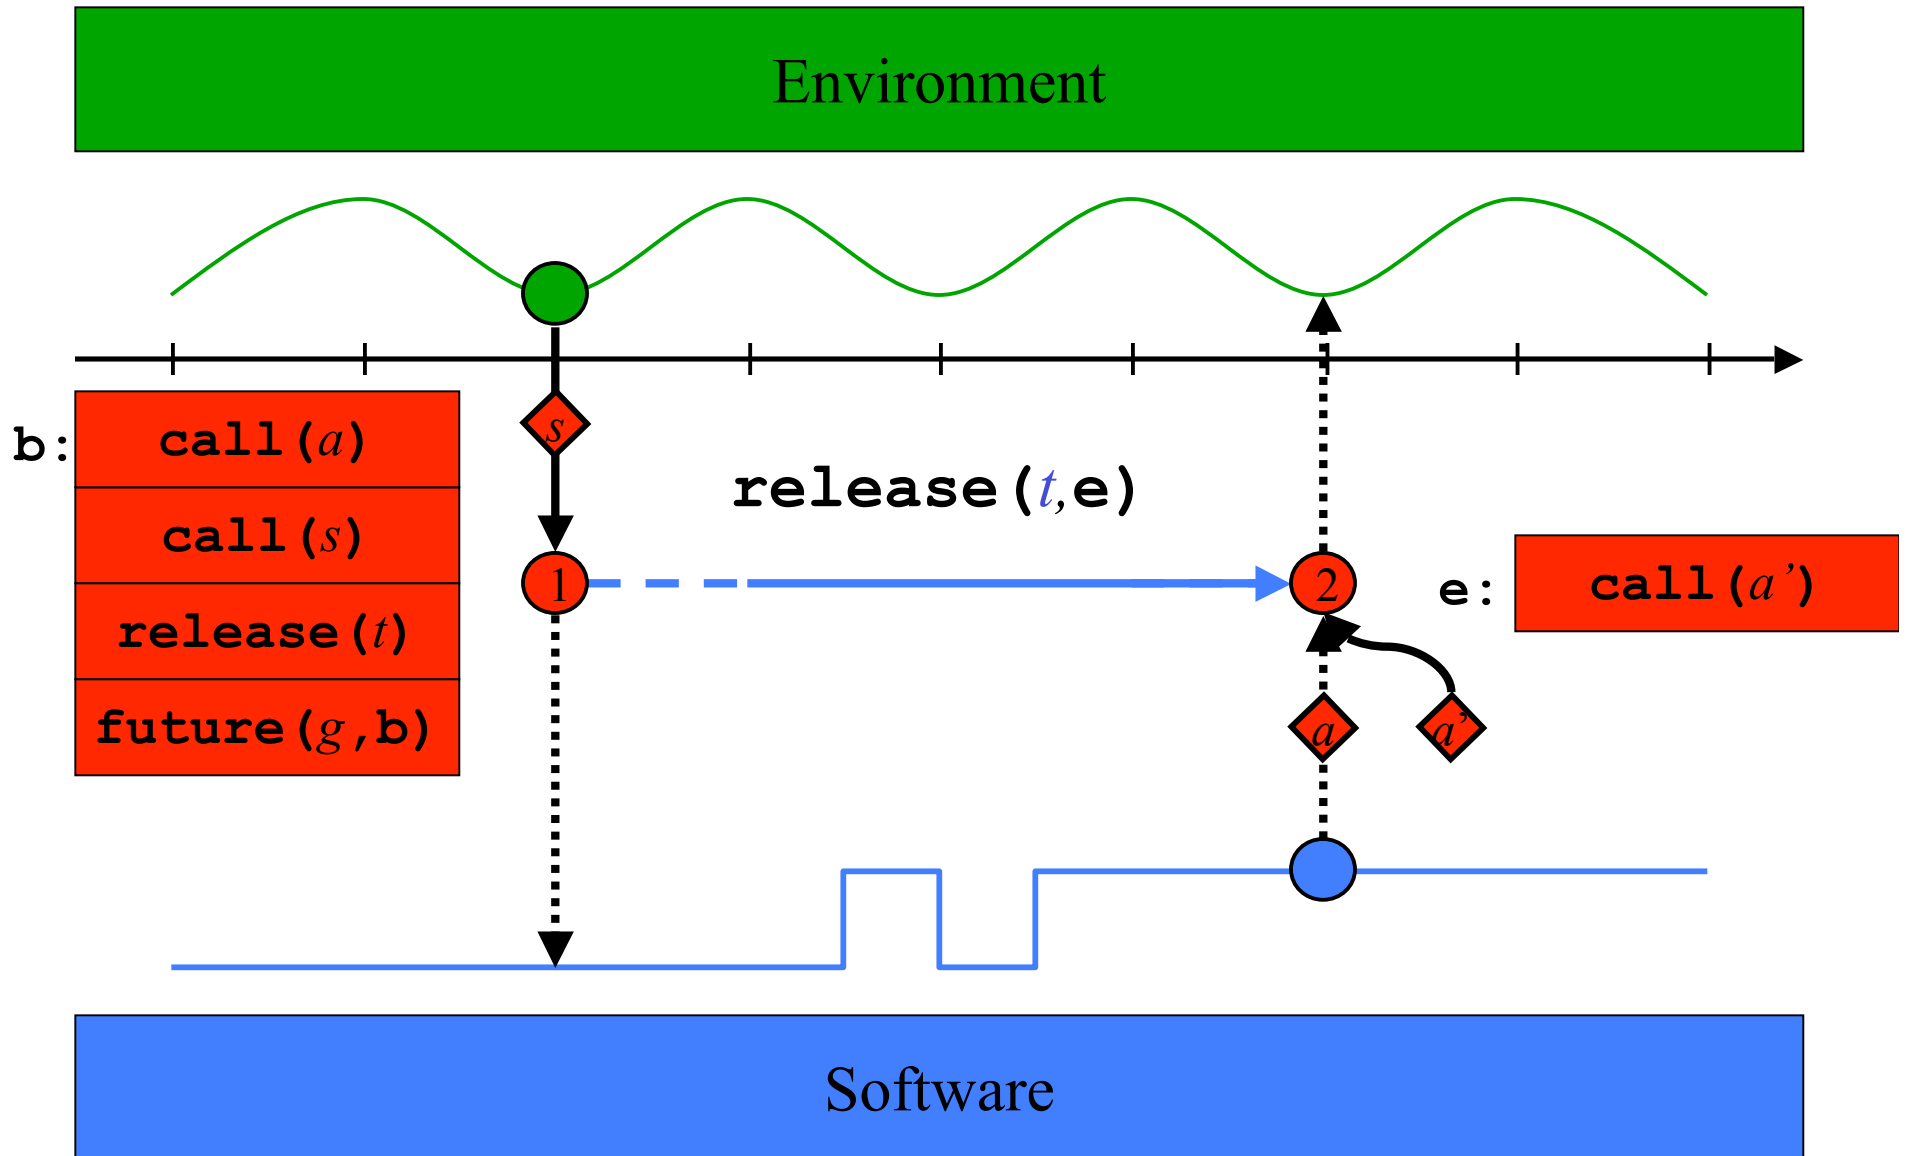 Environment
b:
call(a)
call(s)
release(t)
future(g,b)
s
release(t,e)
1
2
e:
call(a’)
a
a’
Software